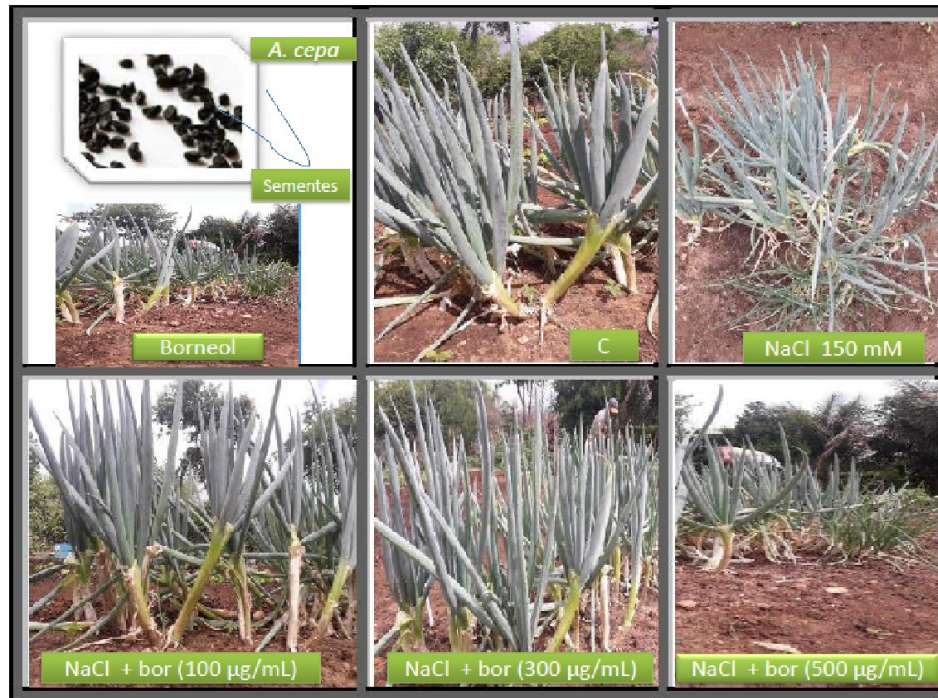 A. cepa
Sementes
Borneol
C
NaCl 150 mM
NaCl + bor (100 µg/mL)
NaCl + bor (300 µg/mL)
NaCl + bor (500 µg/mL)